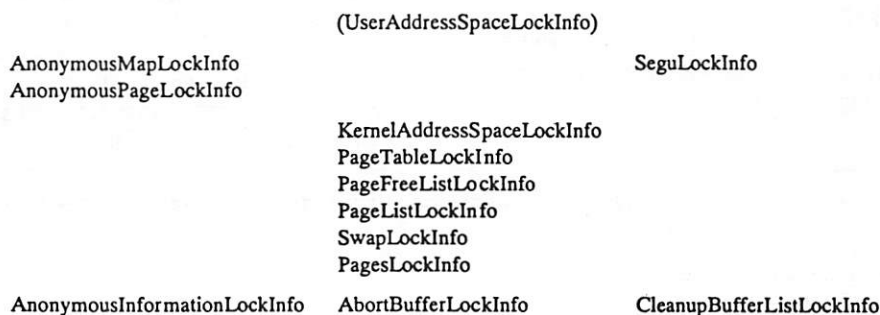 (UserAddressSpaceLockInfo)
AnonymousMapLockInfo SeguLockInfo
AnonymousPageLockInfo
KernelAddressSpaceLockInfo
PageTableLockInfo
PageFreeListLockInfo
PageListLockInfo
SwapLockInfo
PagesLockInfo
AnonymousInformationLockInfo AbortBufferLockInfo CleanupBufferListLockInfo